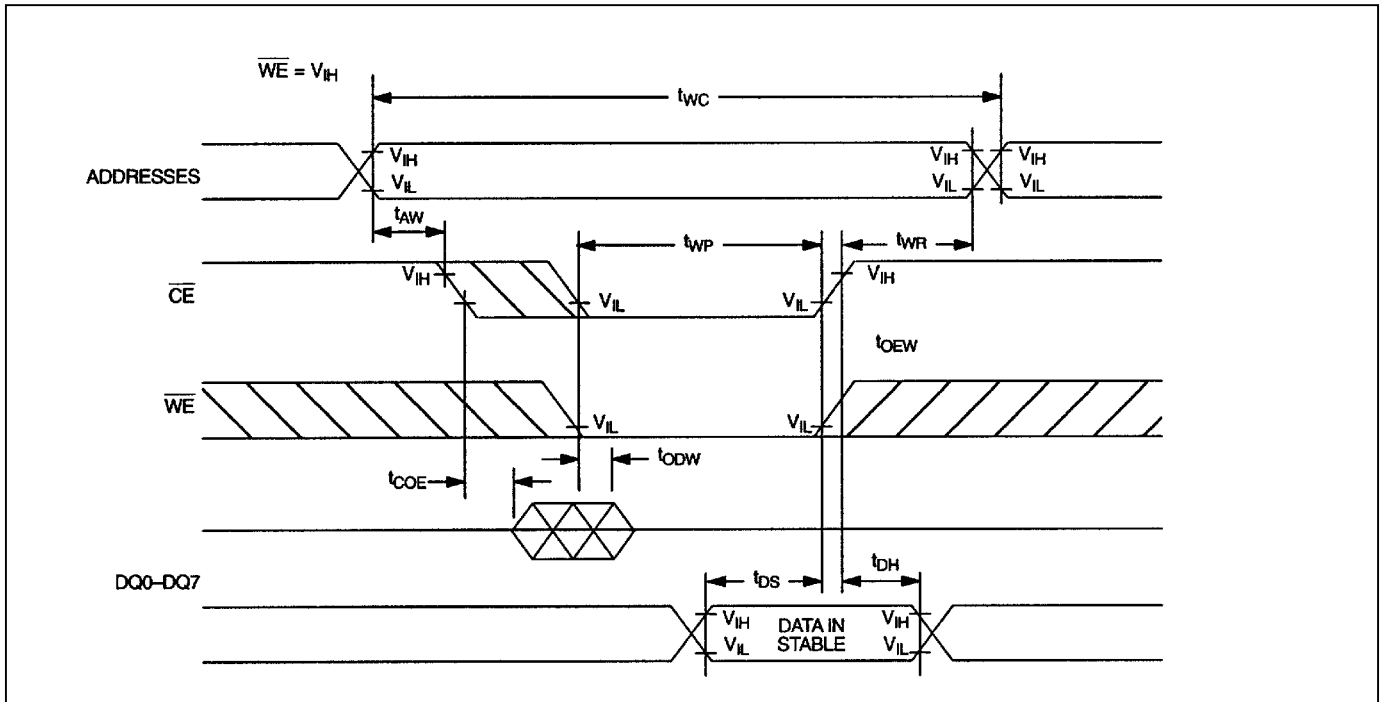 WE = VIH
tWC
VIH VIH VIH
ADDRESSES
VIL VIL VIL
tAW
tWP tWR
VIH VIH
CE
VIL VIL
tOEW
WE
VIL VIL
tODW
tCOE
DQ0–DQ7
tDS tDH
VIH DATA IN VIH
VIL STABLE VIL